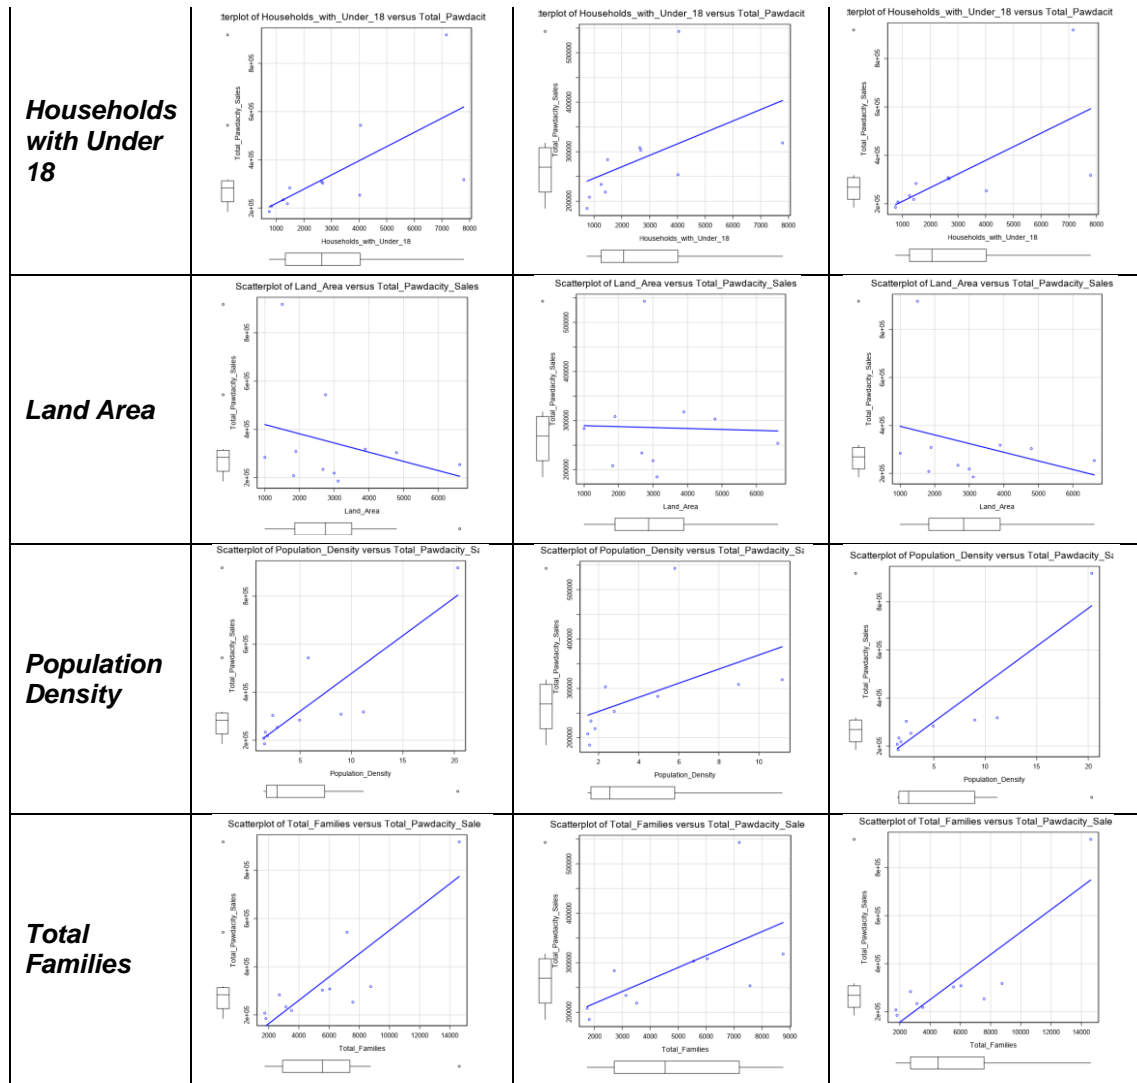 tterplot of Households_with_Under_18 versus Total_Pawdacit
tterplot of Households_with_Under_18 versus Total_Pawdacit
tterplot of Households_with_Under_18 versus Total_Pawdacit
Households
with Under
18
Total_Pawdacity_Sales
2e+05 4e+05 6e+05 8e+05
1000 2000 3000 4000 5000 6000 7000 8000
Households_with_Under_18
Total_Pawdacity_Sales
200000 300000 400000 500000
1000 2000 3000 4000 5000 6000 7000 8000
Households_with_Under_18
Total_Pawdacity_Sales
2e+05 4e+05 6e+05 8e+05
1000 2000 3000 4000 5000 6000 7000 8000
Households_with_Under_18
Scatterplot of Land_Area versus Total_Pawdacity_Sales
Scatterplot of Land_Area versus Total_Pawdacity_Sales
Scatterplot of Land_Area versus Total_Pawdacity_Sales
Land Area
Total_Pawdacity_Sales
2e+05 4e+05 6e+05 8e+05
1000 2000 3000 4000 5000 6000
Land_Area
Total_Pawdacity_Sales
200000 300000 400000 500000
1000 2000 3000 4000 5000 6000
Land_Area
Total_Pawdacity_Sales
2e+05 4e+05 6e+05 8e+05
1000 2000 3000 4000 5000 6000
Land_Area
Scatterplot of Population_Density versus Total_Pawdacity_Sa
Scatterplot of Population_Density versus Total_Pawdacity_Sa
Scatterplot of Population_Density versus Total_Pawdacity_Sa
Population
Density
Total_Pawdacity_Sales
2e+05 4e+05 6e+05 8e+05
5 10 15 20
Population_Density
Total_Pawdacity_Sales
200000 300000 400000 500000
2 4 6 8 10
Population_Density
Total_Pawdacity_Sales
2e+05 4e+05 6e+05 8e+05
5 10 15 20
Population_Density
Scatterplot of Total_Families versus Total_Pawdacity_Sale
Scatterplot of Total_Families versus Total_Pawdacity_Sale
Scatterplot of Total_Families versus Total_Pawdacity_Sale
Total
Families
Total_Pawdacity_Sales
2e+05 4e+05 6e+05 8e+05
2000 4000 6000 8000 10000 12000 14000
Total_Families
Total_Pawdacity_Sales
200000 300000 400000 500000
2000 3000 4000 5000 6000 7000 8000 9000
Total_Families
Total_Pawdacity_Sales
2e+05 4e+05 6e+05 8e+05
2000 4000 6000 8000 10000 12000 14000
Total_Families